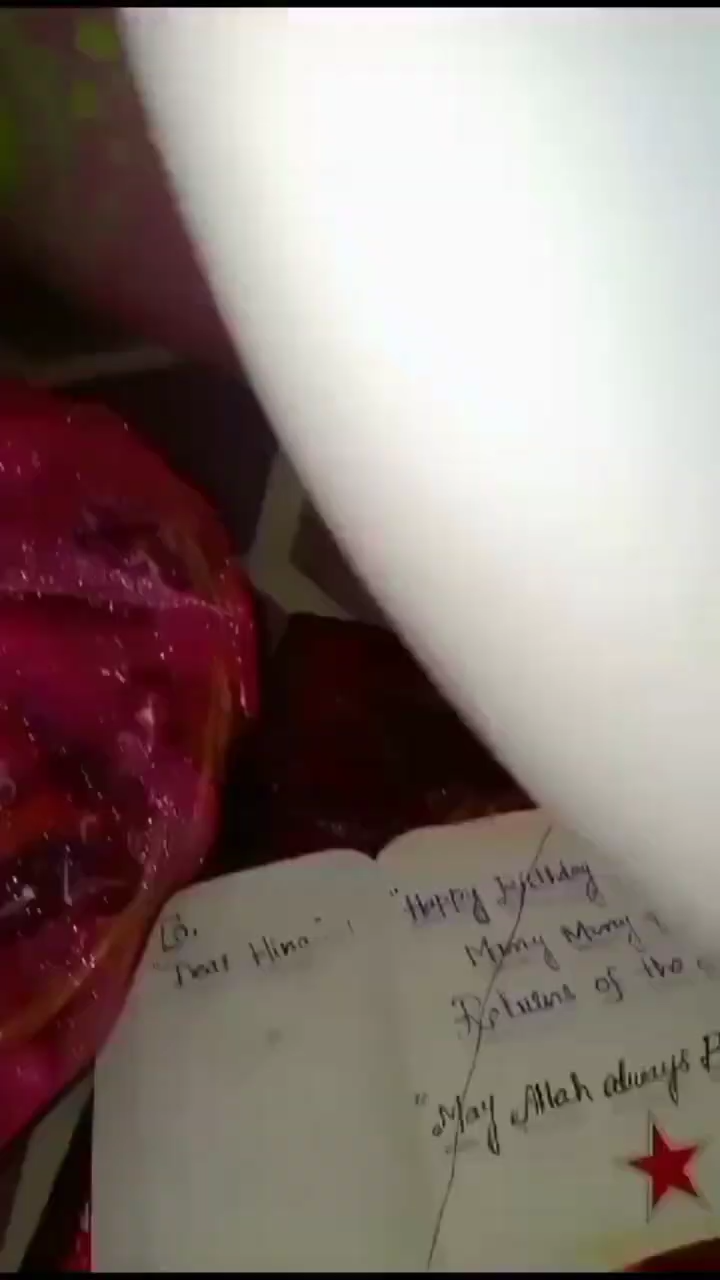 To,
"Dear Hina",
"Happy Birthday
Many Many
Returns of the
"May Allah always